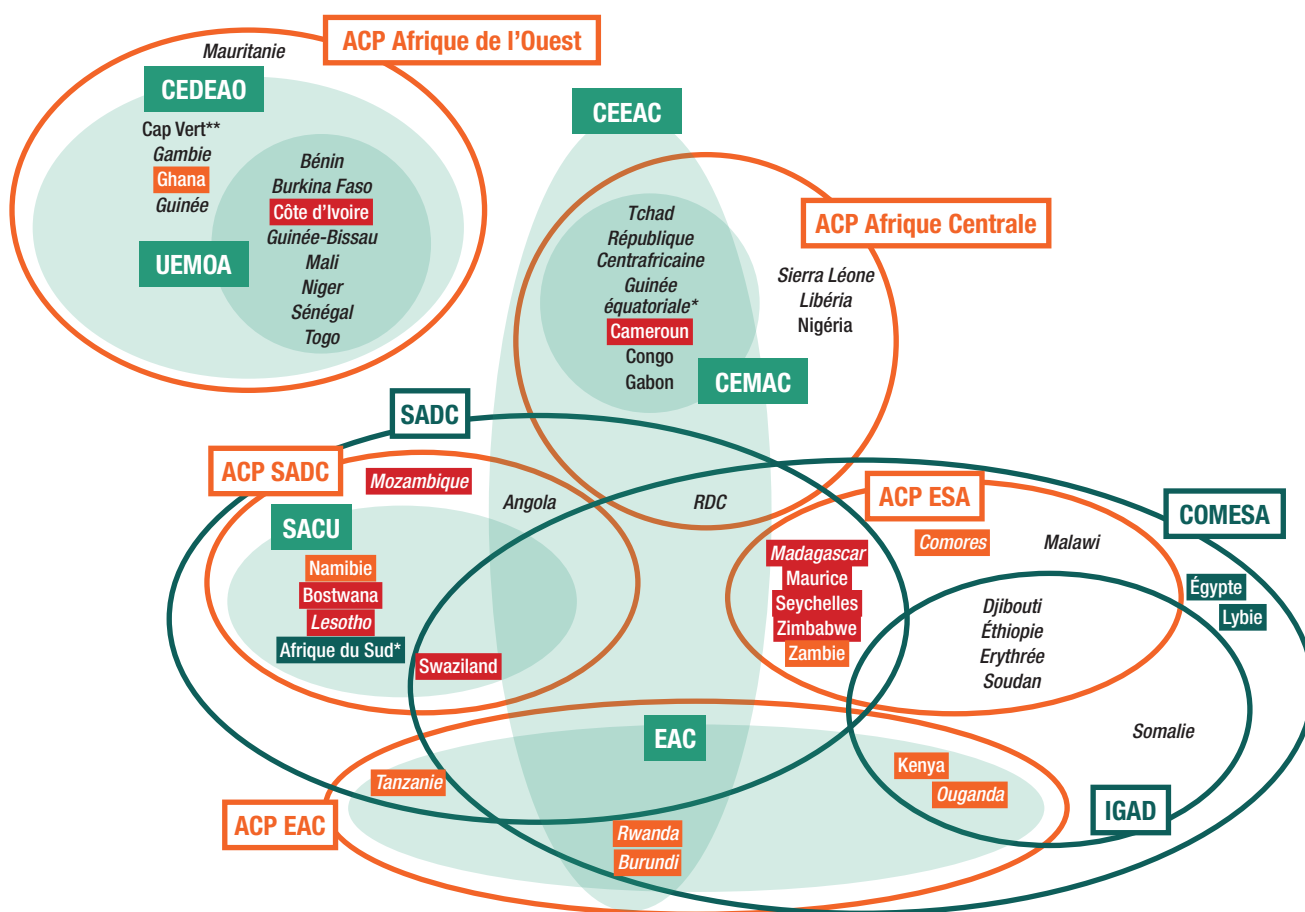 ACP Afrique de l'Ouest
Mauritanie
CEDEAO
Cap Vert**
Gambie
Ghana
Guinée
UEMOA
Bénin
Burkina Faso
Côte d'Ivoire
Guinée-Bissau
Mali
Niger
Sénégal
Togo
CEEAC
ACP Afrique Centrale
Tchad
République
Centrafricaine
Guinée
équatoriale*
Cameroun
Congo
Gabon
CEMAC
Sierra Léone
Libéria
Nigéria
SADC
ACP SADC
Mozambique
Angola
RDC
SACU
Namibie
Bostwana
Lesotho
Afrique du Sud*
Swaziland
ACP ESA
COMESA
Comores
Malawi
Madagascar
Maurice
Seychelles
Zimbabwe
Zambie
Égypte
Lybie
Djibouti
Éthiopie
Erythrée
Soudan
Somalie
EAC
Tanzanie
Kenya
Ouganda
IGAD
ACP EAC
Rwanda
Burundi